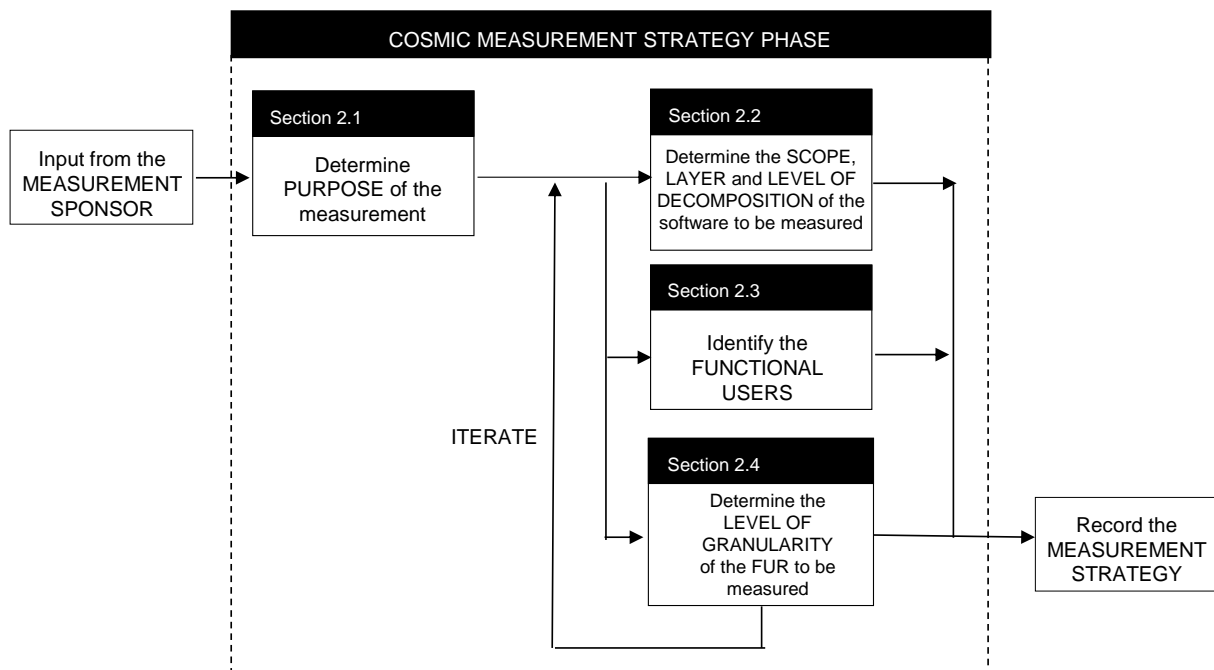 COSMIC MEASUREMENT STRATEGY PHASE
Input from the
MEASUREMENT
SPONSOR
Section 2.1
Determine
PURPOSE of the
measurement
Section 2.2
Determine the SCOPE,
LAYER and LEVEL OF
DECOMPOSITION of the
software to be measured
Section 2.3
Identify the
FUNCTIONAL
USERS
ITERATE
Section 2.4
Determine the
LEVEL OF
GRANULARITY
of the FUR to be
measured
Record the
MEASUREMENT
STRATEGY